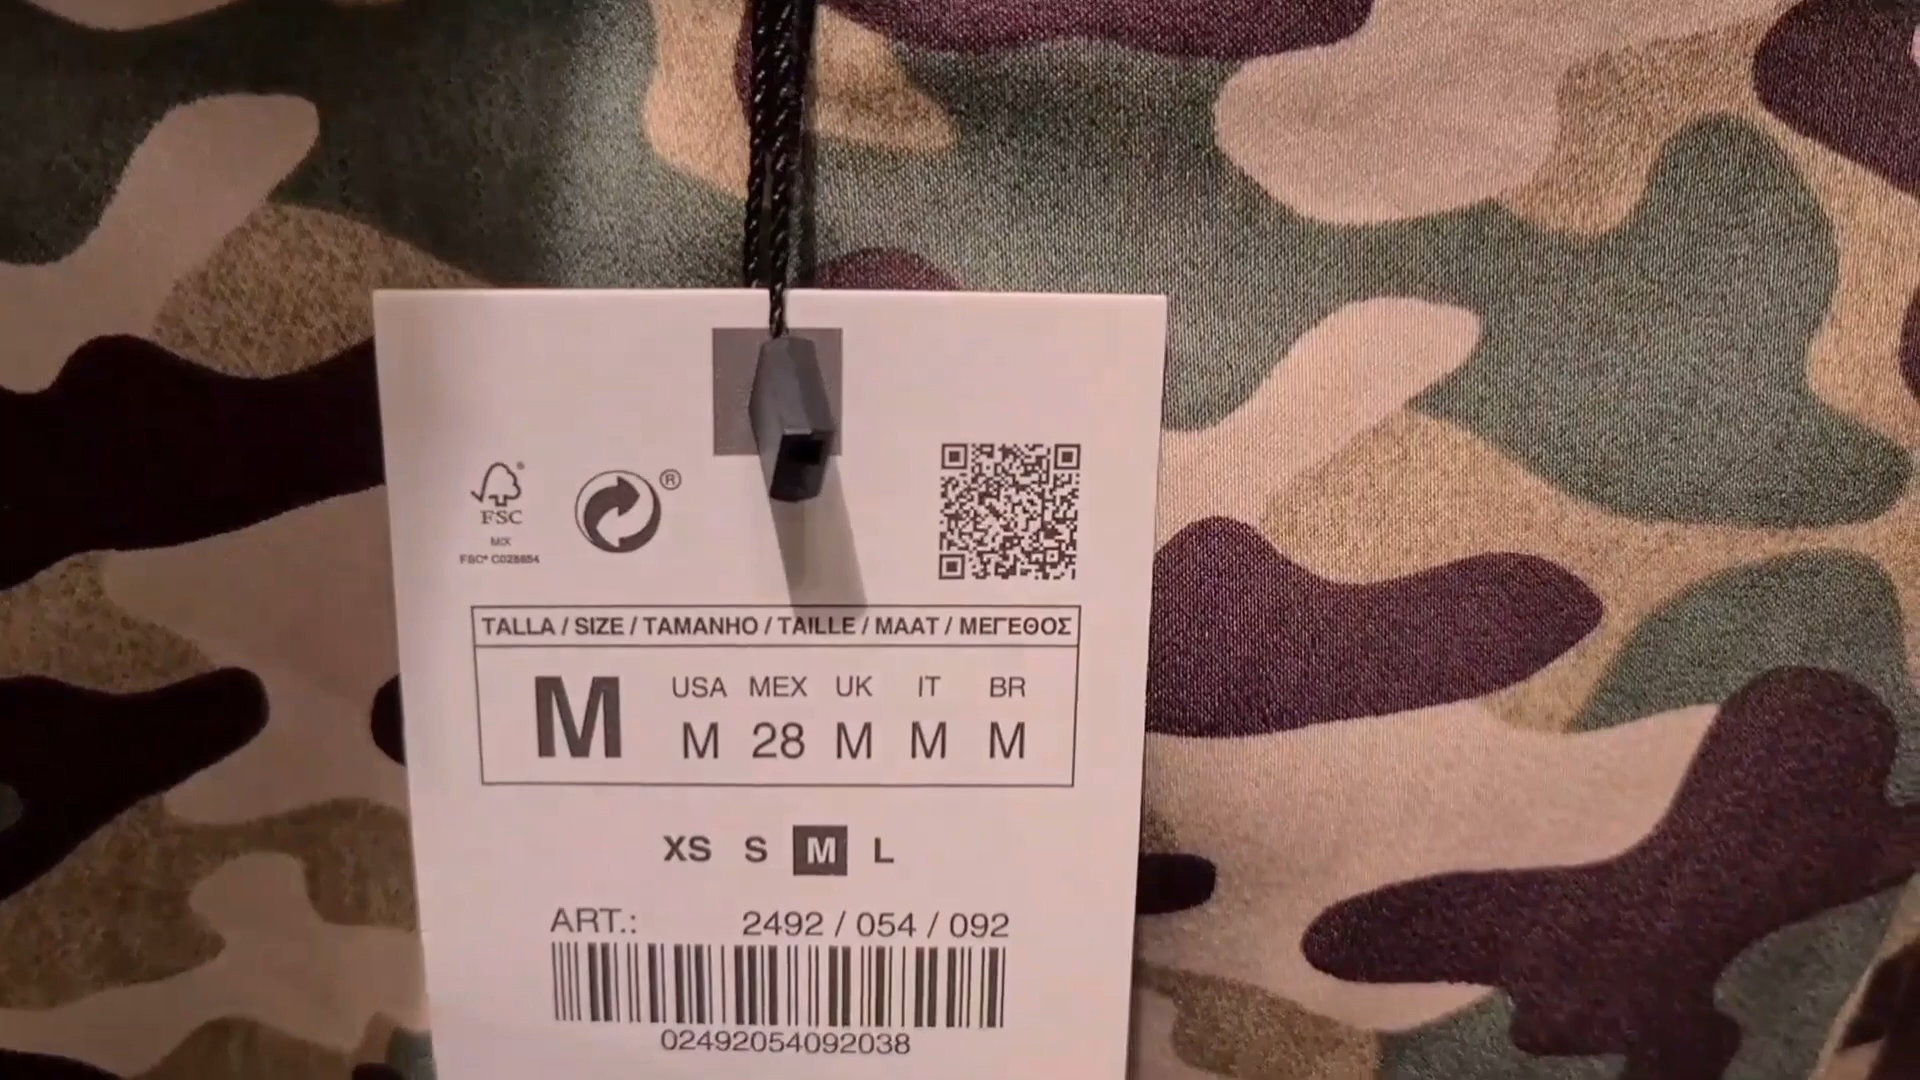 FSC
MIX
FSC® C028654
®
TALLA / SIZE / TAMANHO / TAILLE / MAAT / ΜΕΓΕΘΟΣ
M
USA MEX UK IT BR
M 28 M M M
XS S M L
ART.: 2492 / 054 / 092
02492054092038